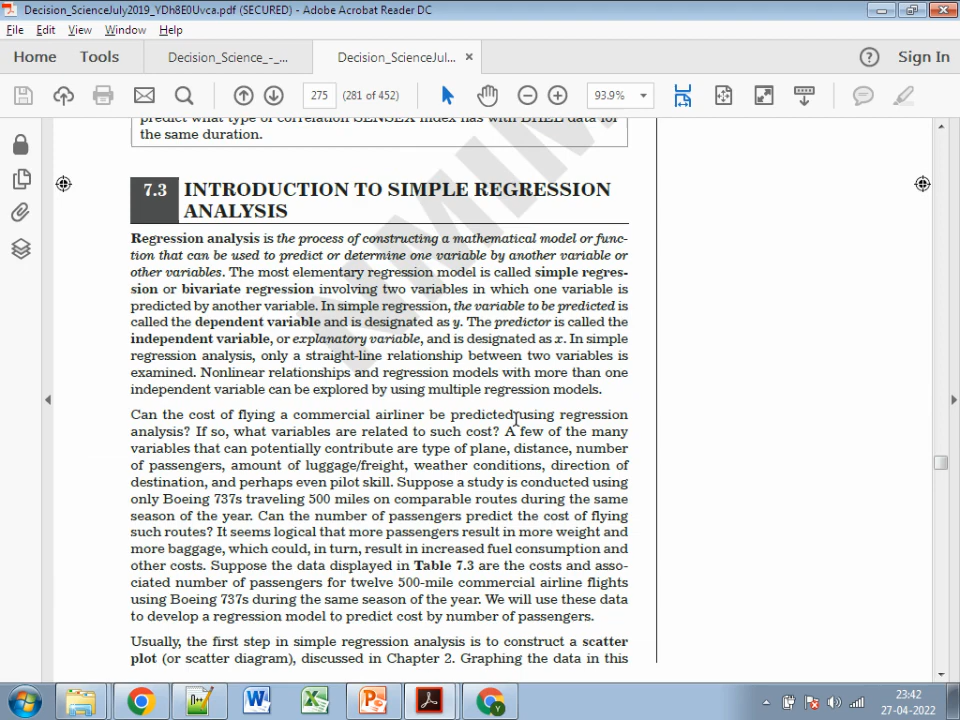 Decision_ScienceJuly2019_YDh8E0Uvca.pdf (SECURED) - Adobe Acrobat Reader DC
File Edit View Window Help
Home Tools Decision_Science_-_... Decision_ScienceJul... × ? Sign In
275 (281 of 452) 93.9%
predict what type of correlation SENSEX index has with BHEL data for
the same duration.
7.3 INTRODUCTION TO SIMPLE REGRESSION
ANALYSIS
Regression analysis is the process of constructing a mathematical model or func-
tion that can be used to predict or determine one variable by another variable or
other variables. The most elementary regression model is called simple regres-
sion or bivariate regression involving two variables in which one variable is
predicted by another variable. In simple regression, the variable to be predicted is
called the dependent variable and is designated as y. The predictor is called the
independent variable, or explanatory variable, and is designated as x. In simple
regression analysis, only a straight-line relationship between two variables is
examined. Nonlinear relationships and regression models with more than one
independent variable can be explored by using multiple regression models.
Can the cost of flying a commercial airliner be predicted using regression
analysis? If so, what variables are related to such cost? A few of the many
variables that can potentially contribute are type of plane, distance, number
of passengers, amount of luggage/freight, weather conditions, direction of
destination, and perhaps even pilot skill. Suppose a study is conducted using
only Boeing 737s traveling 500 miles on comparable routes during the same
season of the year. Can the number of passengers predict the cost of flying
such routes? It seems logical that more passengers result in more weight and
more baggage, which could, in turn, result in increased fuel consumption and
other costs. Suppose the data displayed in Table 7.3 are the costs and asso-
ciated number of passengers for twelve 500-mile commercial airline flights
using Boeing 737s during the same season of the year. We will use these data
to develop a regression model to predict cost by number of passengers.
Usually, the first step in simple regression analysis is to construct a scatter
plot (or scatter diagram), discussed in Chapter 2. Graphing the data in this
23:42
27-04-2022